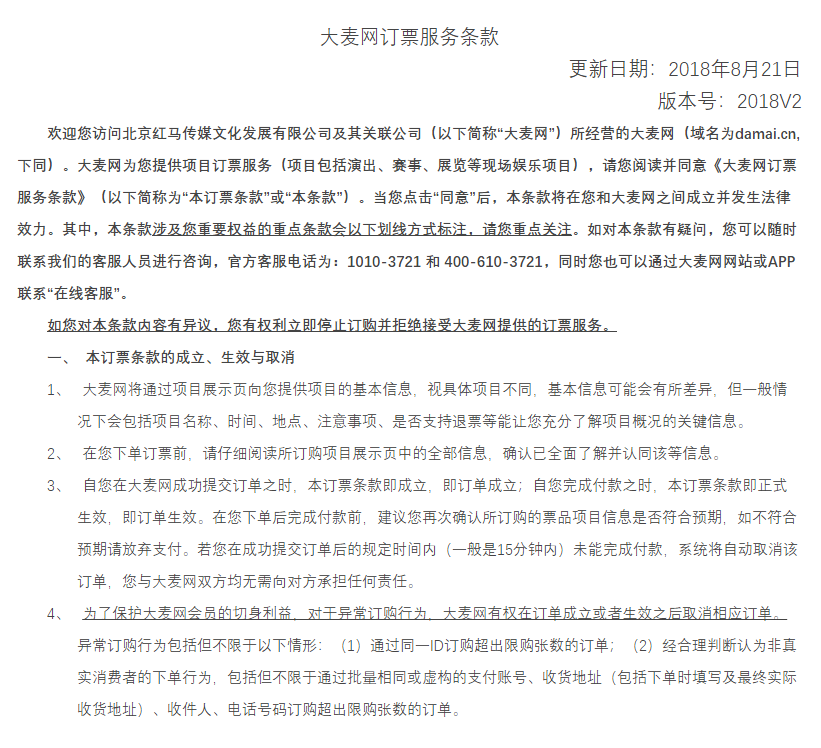 大麦网订票服务条款
更新日期：2018年8月21日
版本号：2018V2
欢迎您访问北京红马传媒文化发展有限公司及其关联公司（以下简称“大麦网”）所经营的大麦网（域名为damai.cn,
下同）。大麦网为您提供项目订票服务（项目包括演出、赛事、展览等现场娱乐项目），请您阅读并同意《大麦网订票
服务条款》（以下简称为“本订票条款”或“本条款”）。当您点击“同意”后，本条款将在您和大麦网之间成立并发生法律
效力。其中，本条款涉及您重要权益的重点条款会以下划线方式标注，请您重点关注。如对本条款有疑问，您可以随时
联系我们的客服人员进行咨询，官方客服电话为：1010-3721 和 400-610-3721，同时您也可以通过大麦网网站或APP
联系“在线客服”。
如您对本条款内容有异议，您有权利立即停止订购并拒绝接受大麦网提供的订票服务。
一、 本订票条款的成立、生效与取消
1、 大麦网将通过项目展示页向您提供项目的基本信息，视具体项目不同，基本信息可能会有所差异，但一般情
况下会包括项目名称、时间、地点、注意事项、是否支持退票等能让您充分了解项目概况的关键信息。
2、 在您下单订票前，请仔细阅读所订购项目展示页中的全部信息，确认已全面了解并认同该等信息。
3、 自您在大麦网成功提交订单之时，本订票条款即成立，即订单成立；自您完成付款之时，本订票条款即正式
生效，即订单生效。在您下单后完成付款前，建议您再次确认所订购的票品项目信息是否符合预期，如不符合
预期请放弃支付。若您在成功提交订单后的规定时间内（一般是15分钟内）未能完成付款，系统将自动取消该
订单，您与大麦网双方均无需向对方承担任何责任。
4、 为了保护大麦网会员的切身利益，对于异常订购行为，大麦网有权在订单成立或者生效之后取消相应订单。
异常订购行为包括但不限于以下情形：（1）通过同一ID订购超出限购张数的订单；（2）经合理判断认为非真
实消费者的下单行为，包括但不限于通过批量相同或虚构的支付账号、收货地址（包括下单时填写及最终实际
收货地址）、收件人、电话号码订购超出限购张数的订单。